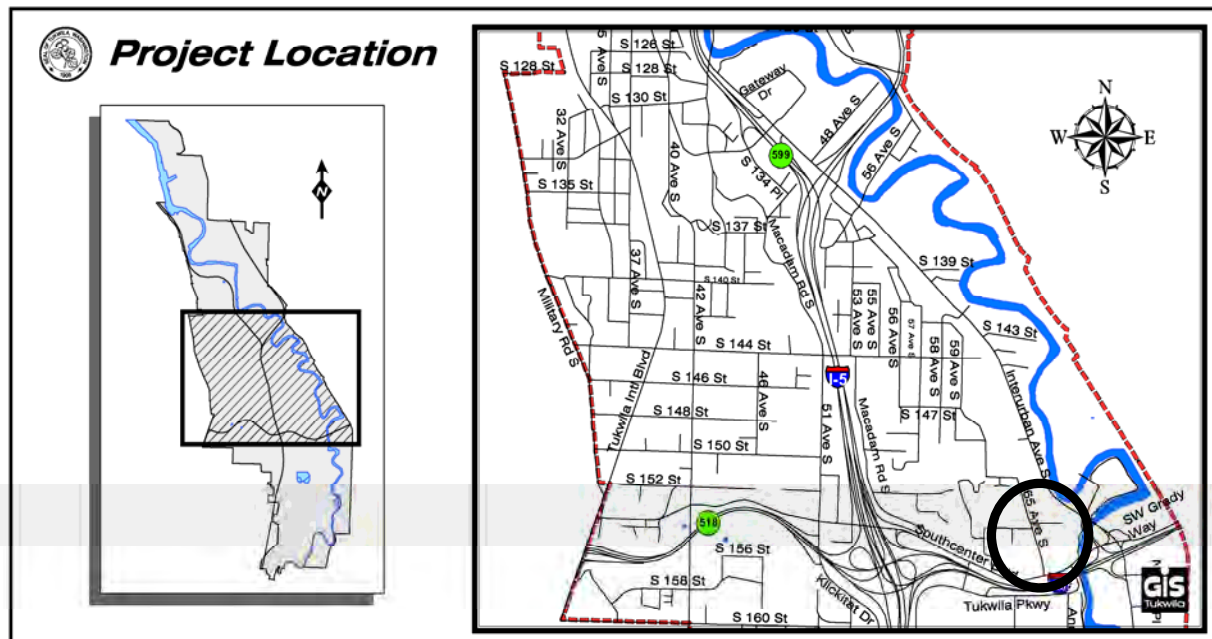 SEAL OF TUKWILA, WASHINGTON
1908
Project Location
N
N
W E
S
S 126 St
S 128 St
S 128 St
S 130 St
Gateway
Dr
32 Ave S
40 Ave S
48 Ave S
56 Ave S
599
S 134 Pl
S 135 St
S 137 St
Macadam Rd S
37 Ave S
S 140 St
42 Ave S
S 139 St
Military Rd S
53 Ave S
55 Ave S
56 Ave S
57 Ave S
58 Ave S
59 Ave S
S 143 St
S 144 St
Tukwila Intl Blvd
S 146 St
46 Ave S
I-5
Interurban Ave S
S 148 St
S 147 St
51 Ave S
Macadam Rd S
S 150 St
S 152 St
65 Ave S
SW Grady
Way
518
Southcenter
S 156 St
S 158 St
Klickitat Dr
Tukwila Pkwy
S 160 St
GIS
Tukwila